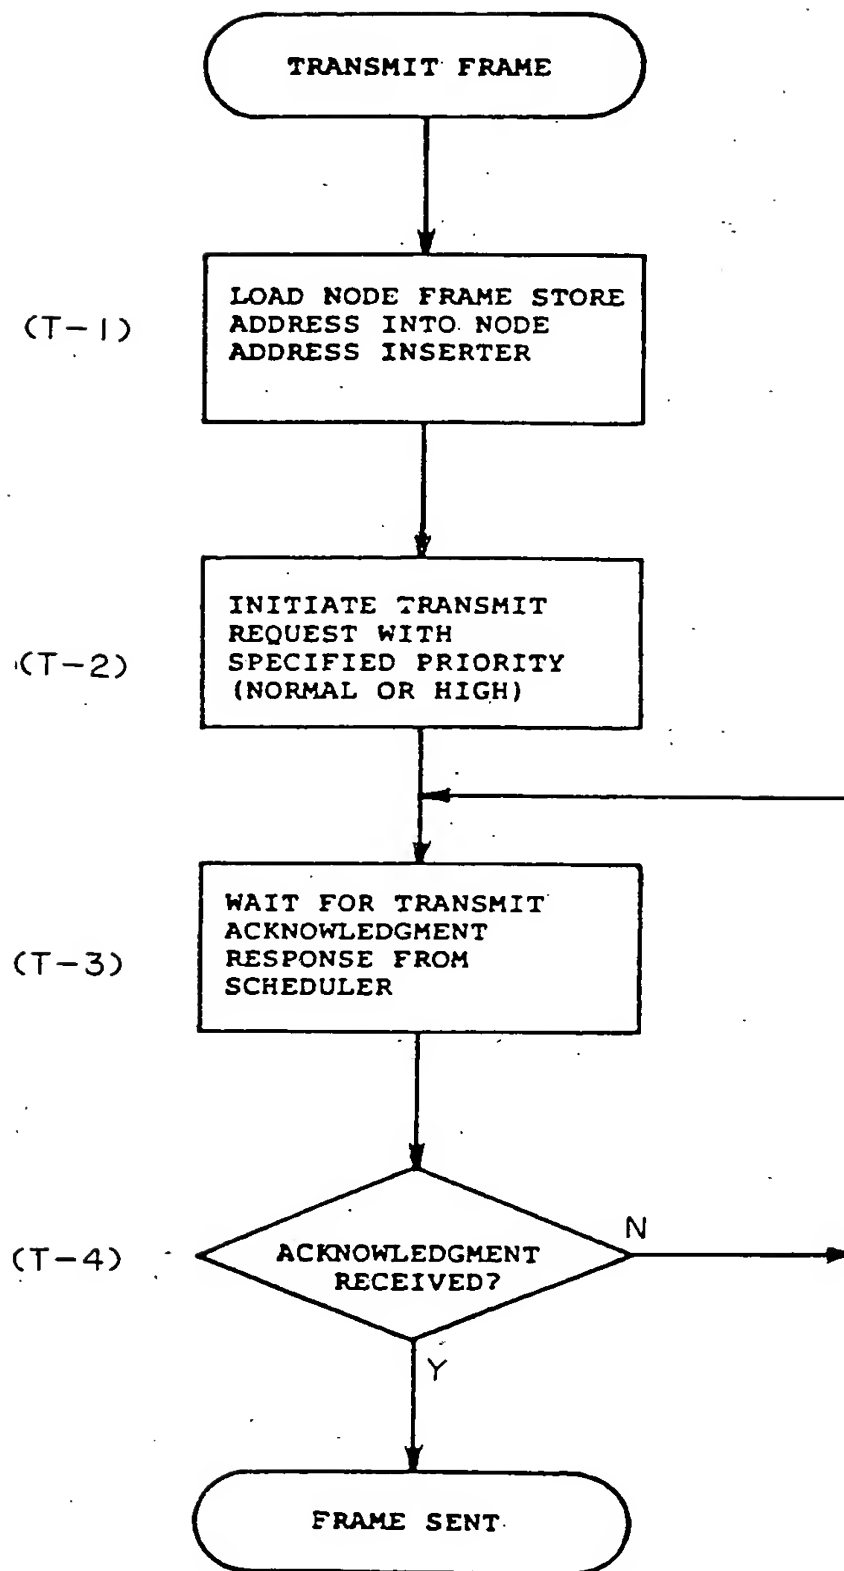 TRANSMIT FRAME
(T-1)
LOAD NODE FRAME STORE
ADDRESS INTO NODE
ADDRESS INSERTER
(T-2)
INITIATE TRANSMIT
REQUEST WITH
SPECIFIED PRIORITY
(NORMAL OR HIGH)
(T-3)
WAIT FOR TRANSMIT
ACKNOWLEDGMENT
RESPONSE FROM
SCHEDULER
(T-4)
ACKNOWLEDGMENT
RECEIVED?
N
Y
FRAME SENT